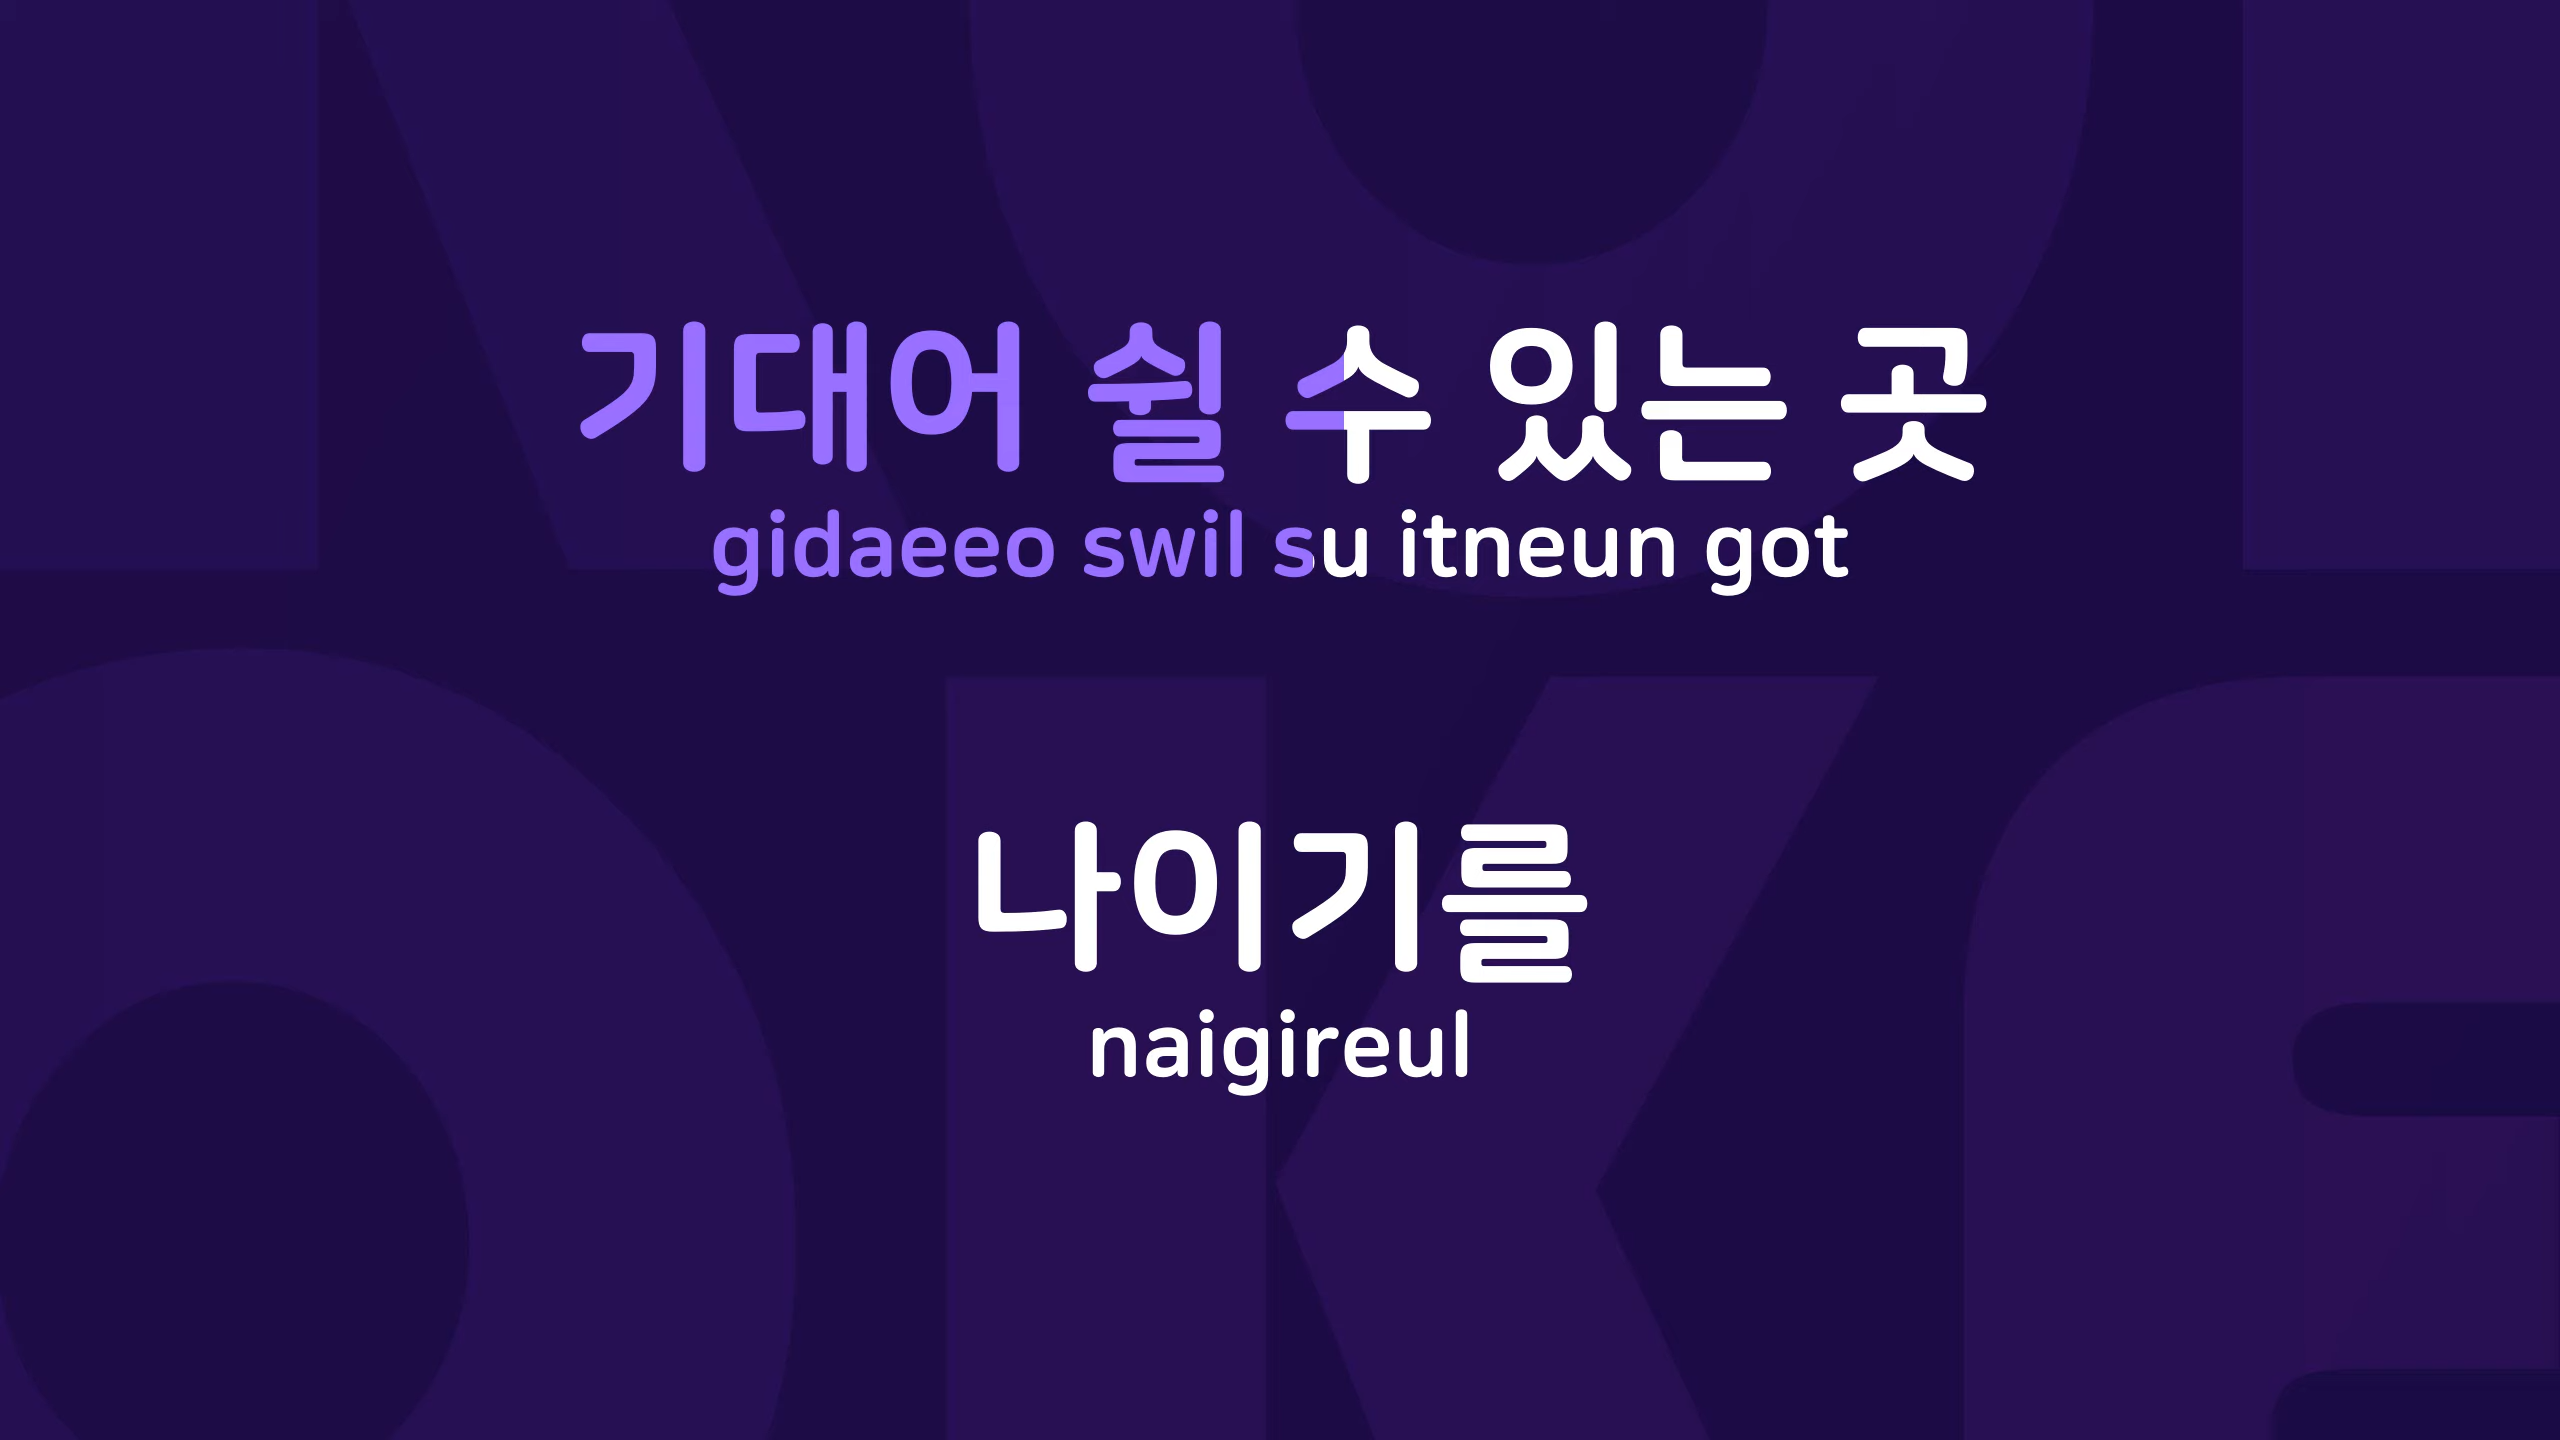 기대어 쉴 수 있는 곳
gidaeeo swil su itneun got
나이기를
naigireul